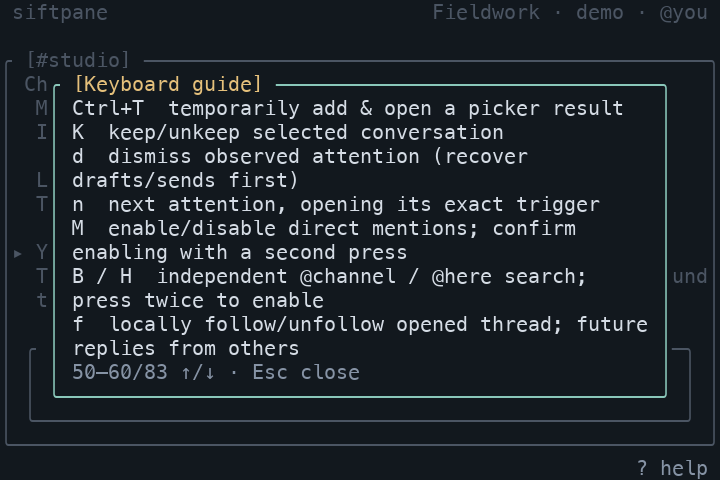 siftpane
Fieldwork · demo · @you
[#studio]
Ch
[Keyboard guide]
M
Ctrl+T  temporarily add & open a picker result
I
K  keep/unkeep selected conversation
d  dismiss observed attention (recover
L
drafts/sends first)
T
n  next attention, opening its exact trigger
M  enable/disable direct mentions; confirm
▸ Y
enabling with a second press
T
B / H  independent @channel / @here search;
und
t
press twice to enable
f  locally follow/unfollow opened thread; future
replies from others
50–60/83 ↑/↓ · Esc close
? help